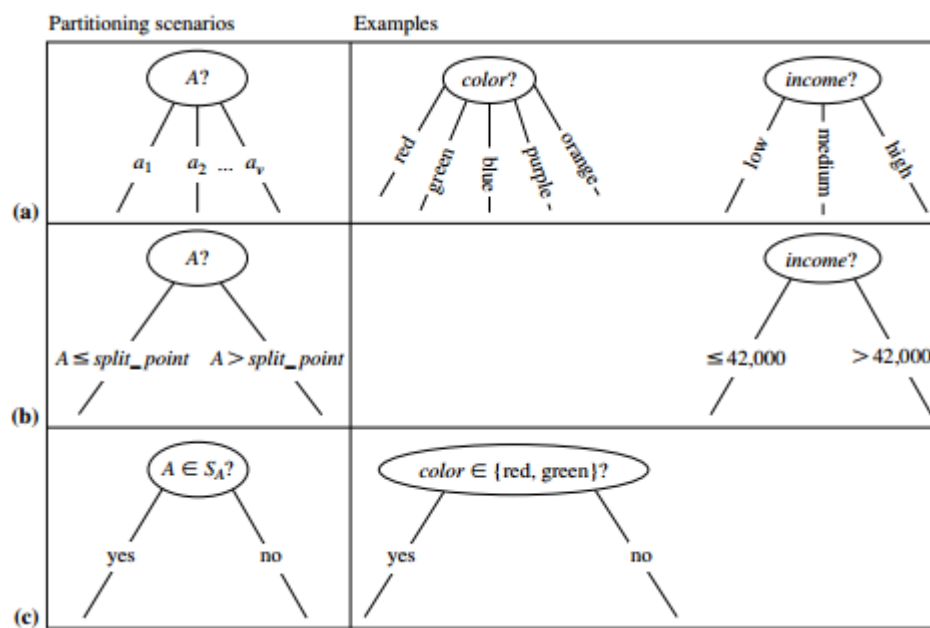 Partitioning scenarios Examples
A? color? income?
a1 a2 ... av red green blue purple orange low medium high
(a)
A? income?
A ≤ split_point A > split_point ≤ 42,000 > 42,000
(b)
A ∈ SA? color ∈ {red, green}?
yes no yes no
(c)